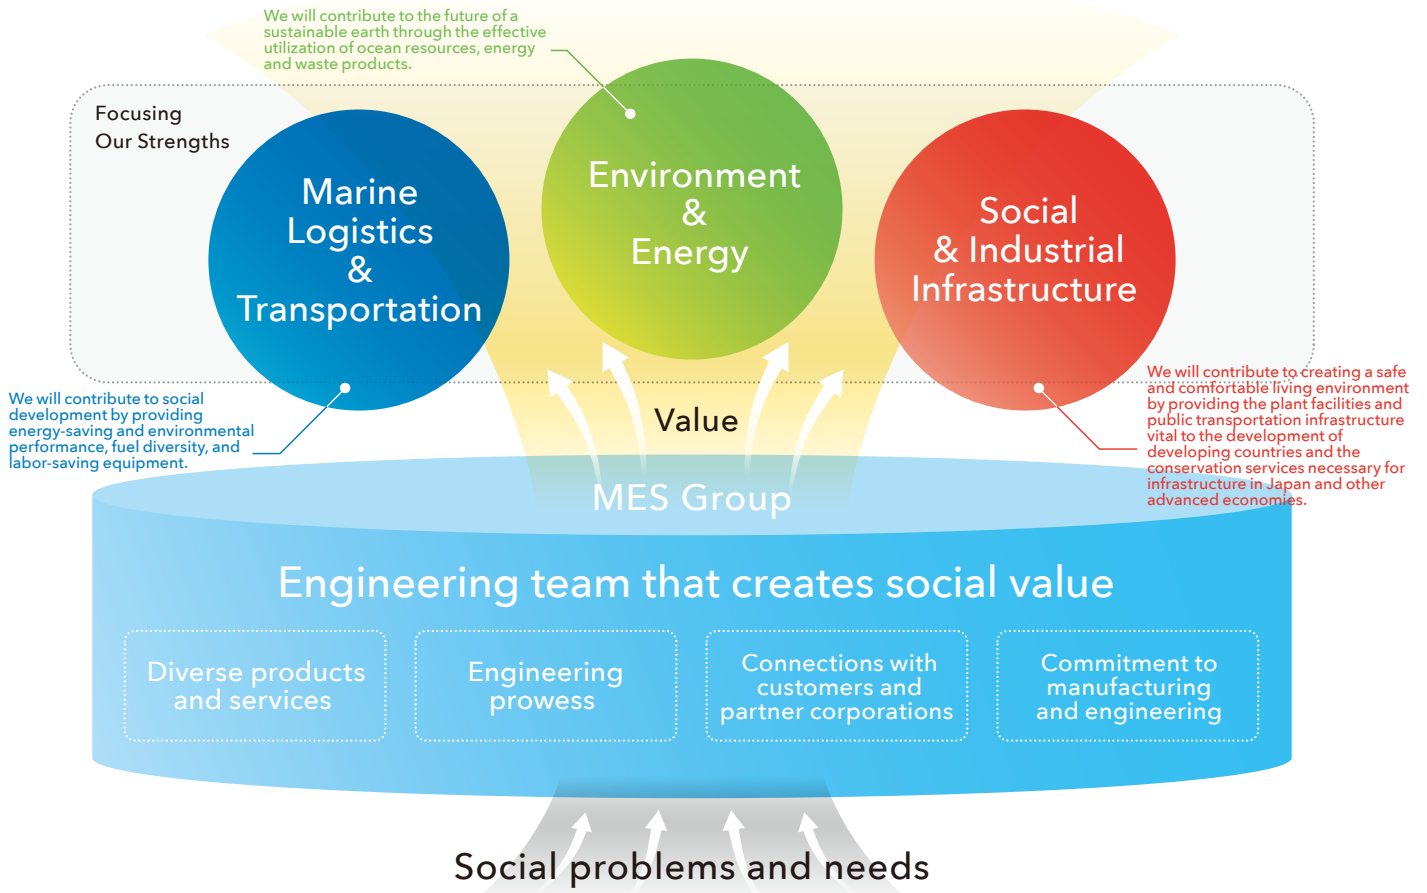 We will contribute to the future of a
sustainable earth through the effective
utilization of ocean resources, energy
and waste products.
Focusing
Our Strengths
Marine
Logistics
&
Transportation
Environment
&
Energy
Social
& Industrial
Infrastructure
We will contribute to social
development by providing
energy-saving and environmental
performance, fuel diversity, and
labor-saving equipment.
We will contribute to creating a safe
and comfortable living environment
by providing the plant facilities and
public transportation infrastructure
vital to the development of
developing countries and the
conservation services necessary for
infrastructure in Japan and other
advanced economies.
Value
MES Group
Engineering team that creates social value
Diverse products
and services
Engineering
prowess
Connections with
customers and
partner corporations
Commitment to
manufacturing
and engineering
Social problems and needs